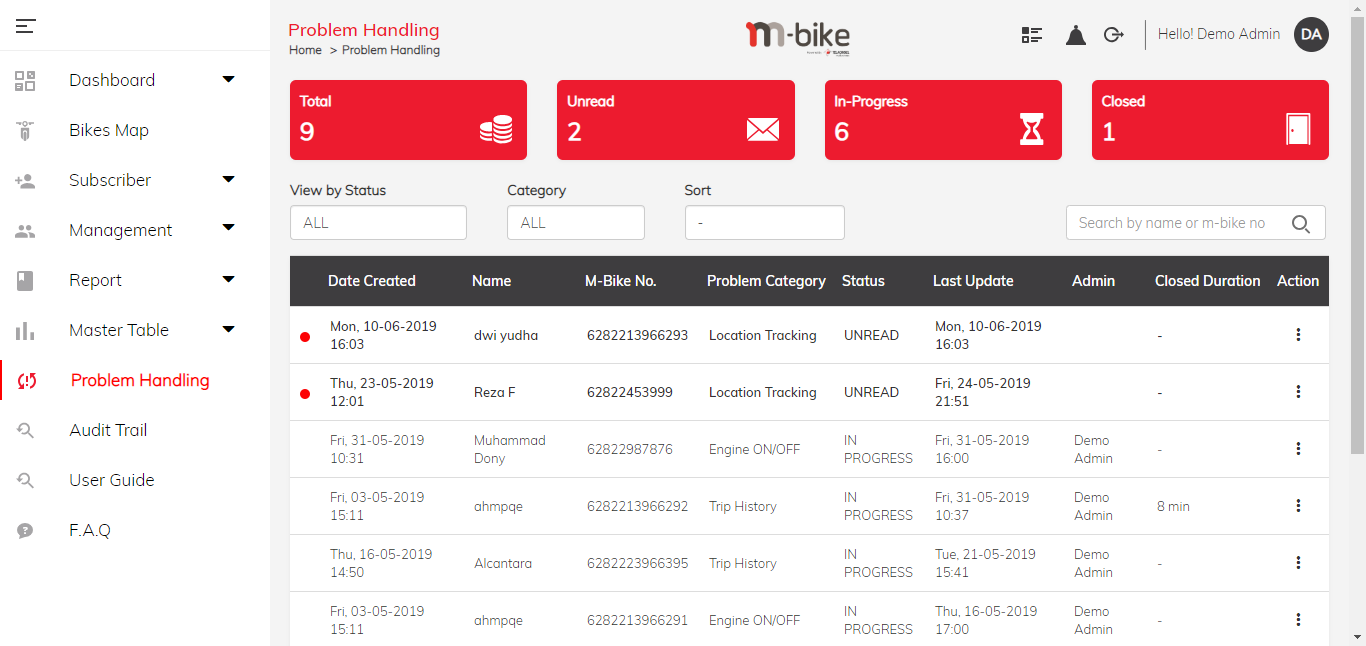 Problem Handling
Home > Problem Handling
m-bike
Hello! Demo Admin
DA
Dashboard
Bikes Map
Subscriber
Management
Report
Master Table
Problem Handling
Audit Trail
User Guide
F.A.Q
Total
9
Unread
2
In-Progress
6
Closed
1
View by Status
Category
Sort
ALL
ALL
-
Search by name or m-bike no
Date Created Name M-Bike No. Problem Category Status Last Update Admin Closed Duration Action
Mon, 10-06-2019 16:03 dwi yudha 6282213966293 Location Tracking UNREAD Mon, 10-06-2019 16:03 -
Thu, 23-05-2019 12:01 Reza F 62822453999 Location Tracking UNREAD Fri, 24-05-2019 21:51 -
Fri, 31-05-2019 10:31 Muhammad Dony 62822987876 Engine ON/OFF IN PROGRESS Fri, 31-05-2019 16:00 Demo Admin -
Fri, 03-05-2019 15:11 ahmpqe 6282213966292 Trip History IN PROGRESS Fri, 31-05-2019 10:37 Demo Admin 8 min
Thu, 16-05-2019 14:50 Alcantara 6282223966395 Trip History IN PROGRESS Tue, 21-05-2019 15:41 Demo Admin -
Fri, 03-05-2019 15:11 ahmpqe 6282213966291 Engine ON/OFF IN PROGRESS Thu, 16-05-2019 17:00 Demo Admin -